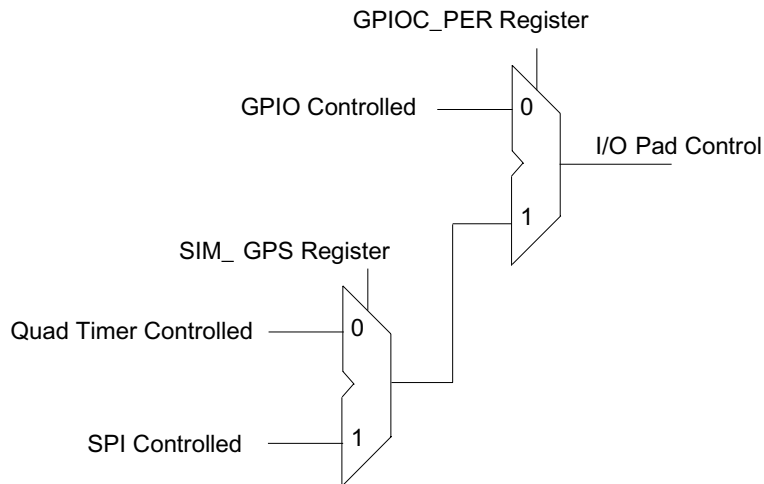 GPIOC_PER Register
GPIO Controlled
0
I/O Pad Control
1
SIM_ GPS Register
Quad Timer Controlled
0
SPI Controlled
1